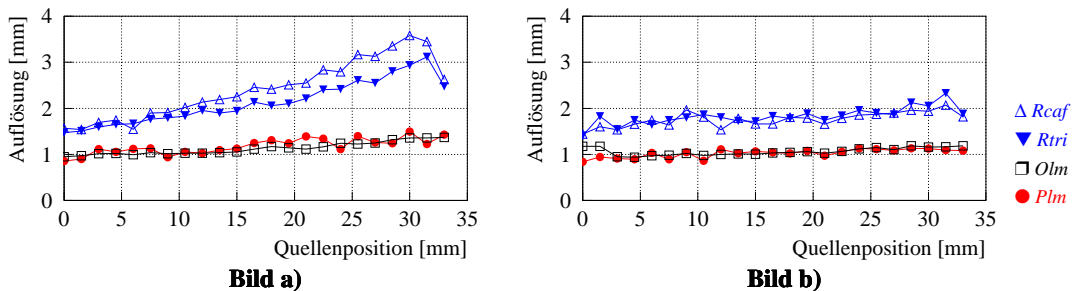 Auflösung [mm]
4
3
2
1
0
0 5 10 15 20 25 30 35
Quellenposition [mm]
Bild a)
Auflösung [mm]
4
3
2
1
0
0 5 10 15 20 25 30 35
Quellenposition [mm]
Bild b)
Rcaf
Rtri
Olm
Plm